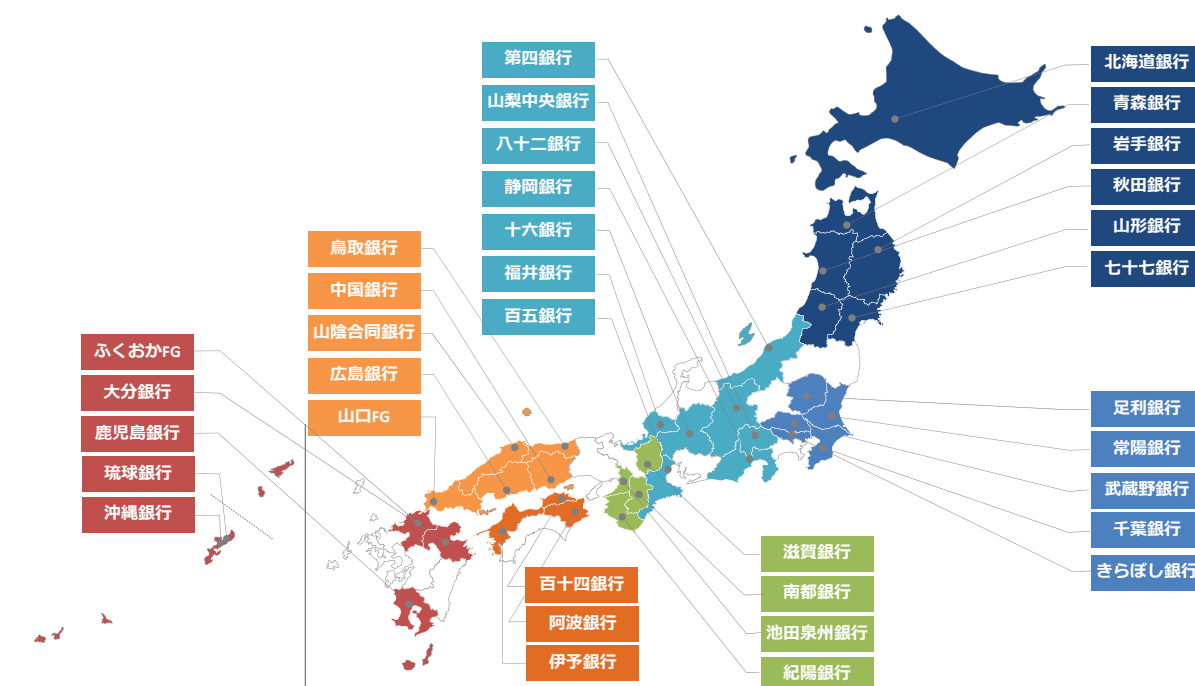 第四銀行
山梨中央銀行
八十二銀行
静岡銀行
十六銀行
福井銀行
百五銀行
北海道銀行
青森銀行
岩手銀行
秋田銀行
山形銀行
七十七銀行
鳥取銀行
中国銀行
山陰合同銀行
広島銀行
山口FG
ふくおかFG
大分銀行
鹿児島銀行
琉球銀行
沖縄銀行
足利銀行
常陽銀行
武蔵野銀行
千葉銀行
きらぼし銀行
百十四銀行
阿波銀行
伊予銀行
滋賀銀行
南都銀行
池田泉州銀行
紀陽銀行